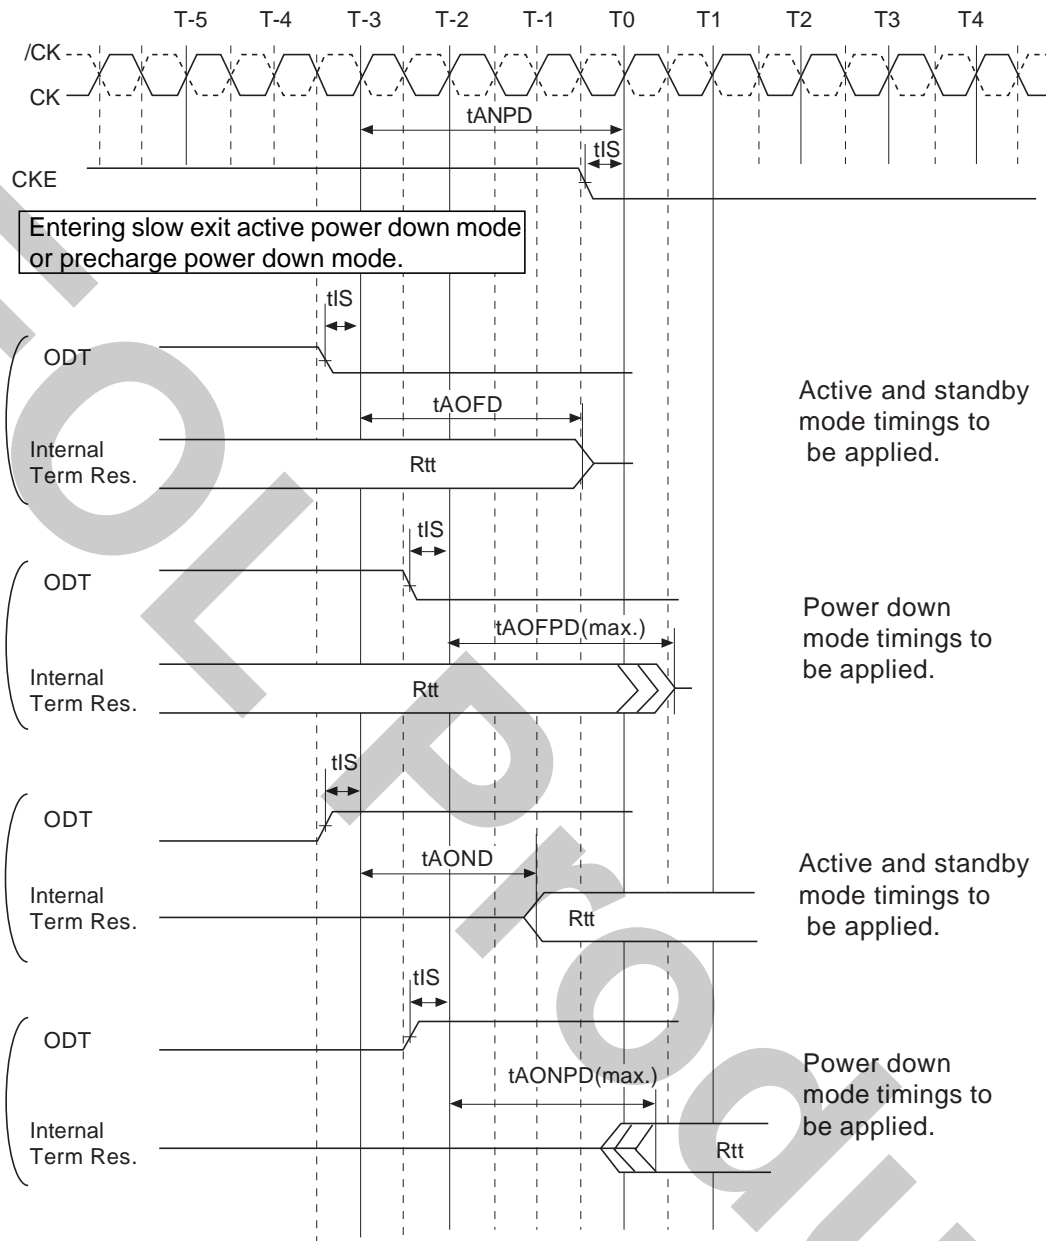 T-5 T-4 T-3 T-2 T-1 T0 T1 T2 T3 T4
/CK
CK
tANPD
tIS
CKE
Entering slow exit active power down mode
or precharge power down mode.
tIS
ODT
tAOFD
Internal
Term Res.
Rtt
Active and standby
mode timings to
be applied.
tIS
ODT
tAOFPD(max.)
Internal
Term Res.
Rtt
Power down
mode timings to
be applied.
tIS
ODT
tAOND
Internal
Term Res.
Rtt
Active and standby
mode timings to
be applied.
tIS
ODT
tAONPD(max.)
Internal
Term Res.
Rtt
Power down
mode timings to
be applied.